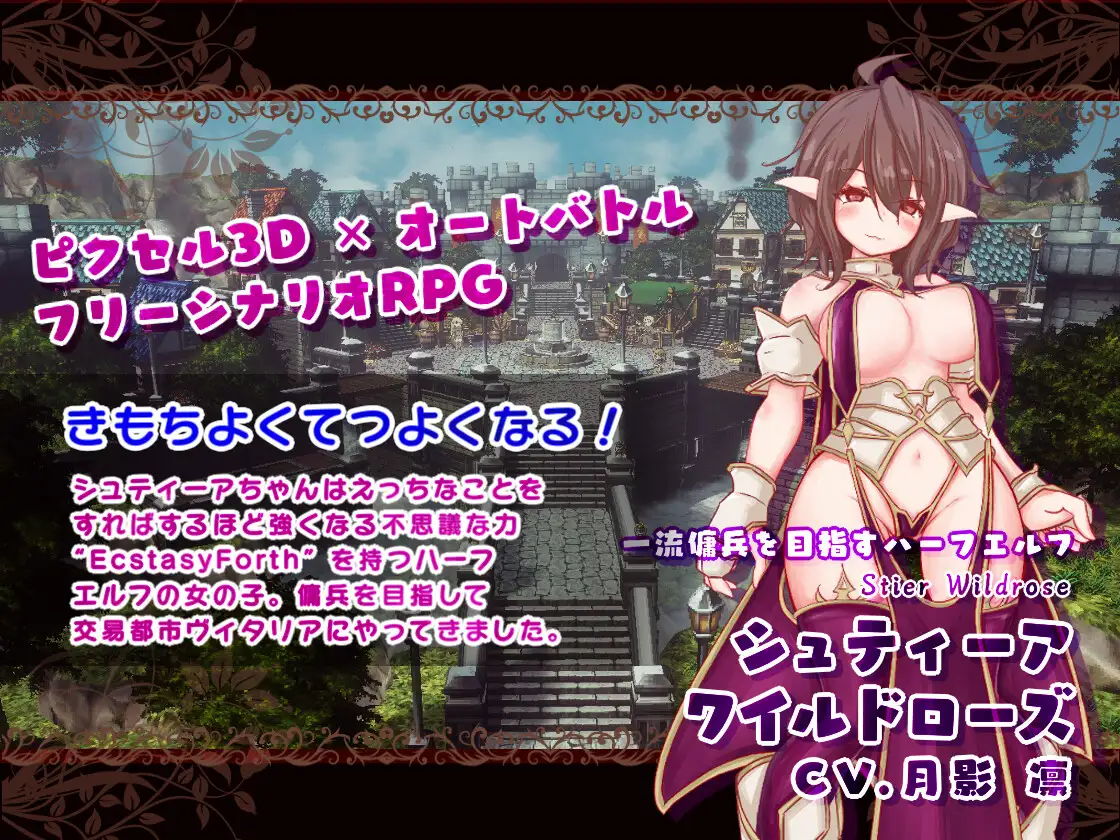 ピクセル3D × オートバトル
フリーシナリオRPG
きもちよくてつよくなる！
シュティーアちゃんはえっちなことを
すればするほど強くなる不思議な力
“EcstasyForth” を持つハーフ
エルフの女の子。傭兵を目指して
交易都市ヴィタリアにやってきました。
一流傭兵を目指すハーフエルフ
Stier Wildrose
シュティーア
ワイルドローズ
CV.月影 凛